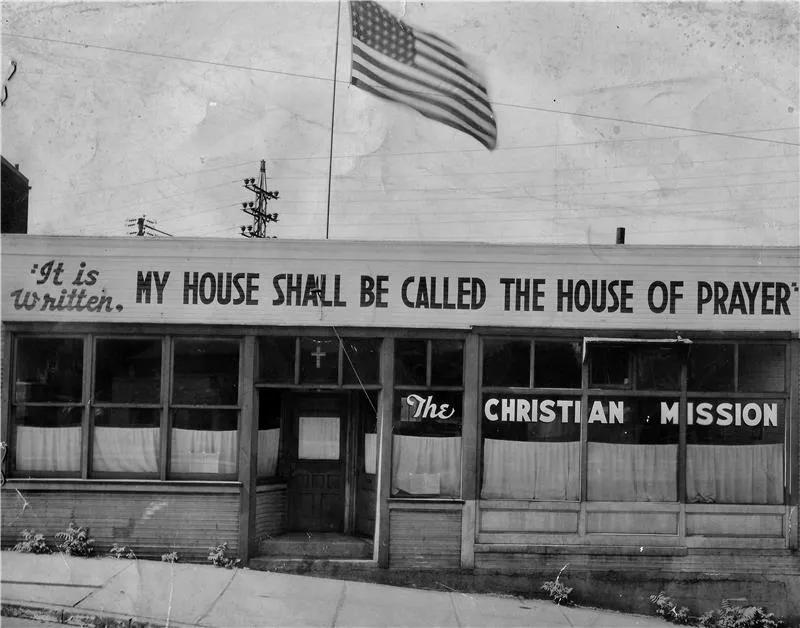 "It is
Written, MY HOUSE SHALL BE CALLED THE HOUSE OF PRAYER"
The CHRISTIAN MISSION